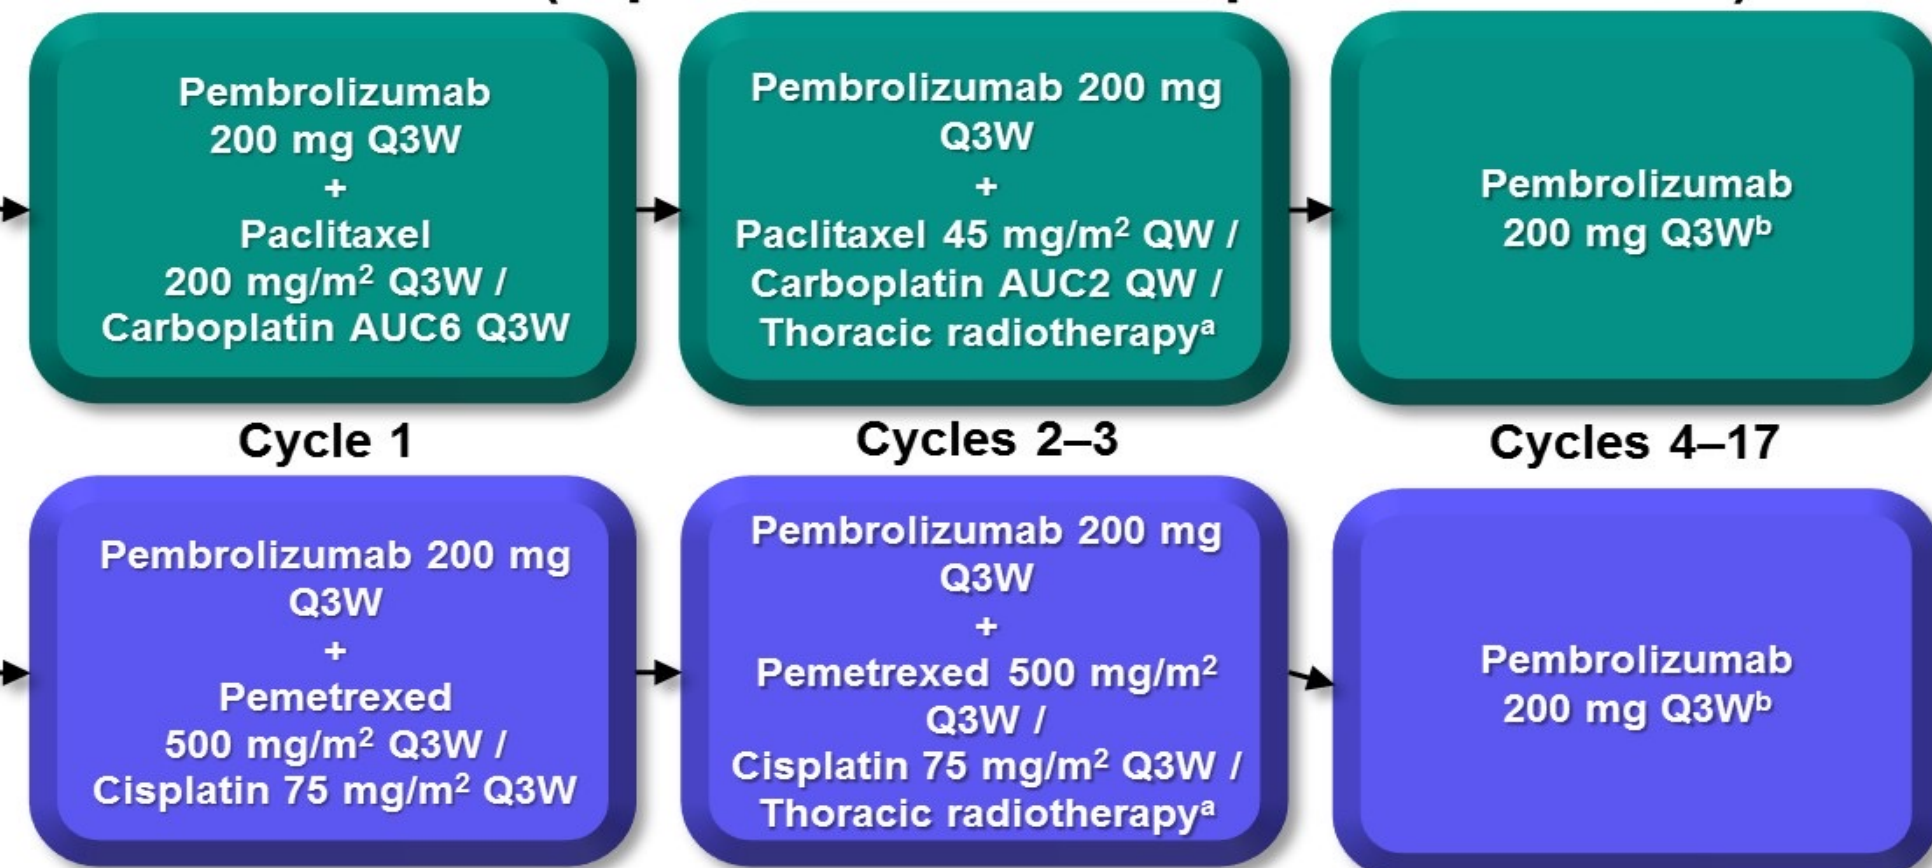 Pembrolizumab
200 mg Q3W
+
Paclitaxel
200 mg/m² Q3W /
Carboplatin AUC6 Q3W
Pembrolizumab 200 mg
Q3W
+
Paclitaxel 45 mg/m² QW /
Carboplatin AUC2 QW /
Thoracic radiotherapyᵃ
Pembrolizumab
200 mg Q3Wᵇ
Cycle 1
Cycles 2–3
Cycles 4–17
Pembrolizumab 200 mg
Q3W
+
Pemetrexed
500 mg/m² Q3W /
Cisplatin 75 mg/m² Q3W
Pembrolizumab 200 mg
Q3W
+
Pemetrexed 500 mg/m²
Q3W /
Cisplatin 75 mg/m² Q3W /
Thoracic radiotherapyᵃ
Pembrolizumab
200 mg Q3Wᵇ